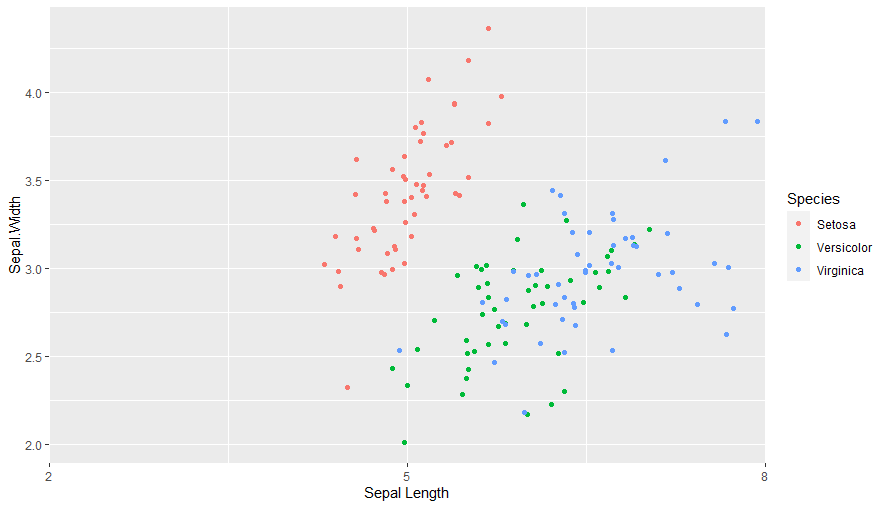 4.0
3.5
3.0
2.5
2.0
Sepal.Width
2
5
8
Sepal Length
Species
Setosa
Versicolor
Virginica